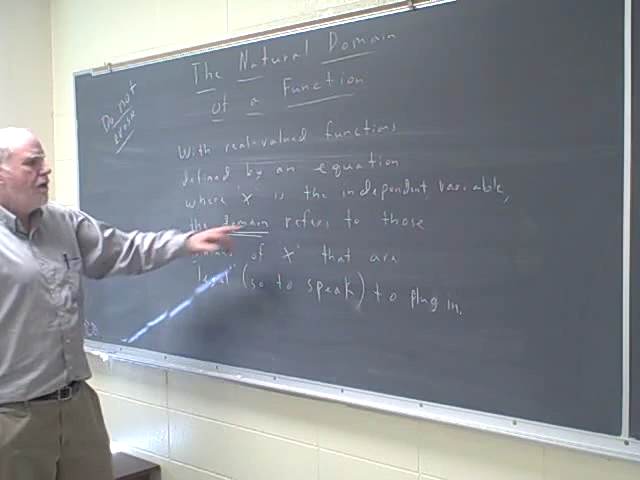 The Natural Domain
of a Function
Do not
erase
With real-valued functions
defined by an equation
where 'x' is the independent variable,
the domain refers to those
of 'x' that are
"legal" (so to speak) to plug in.